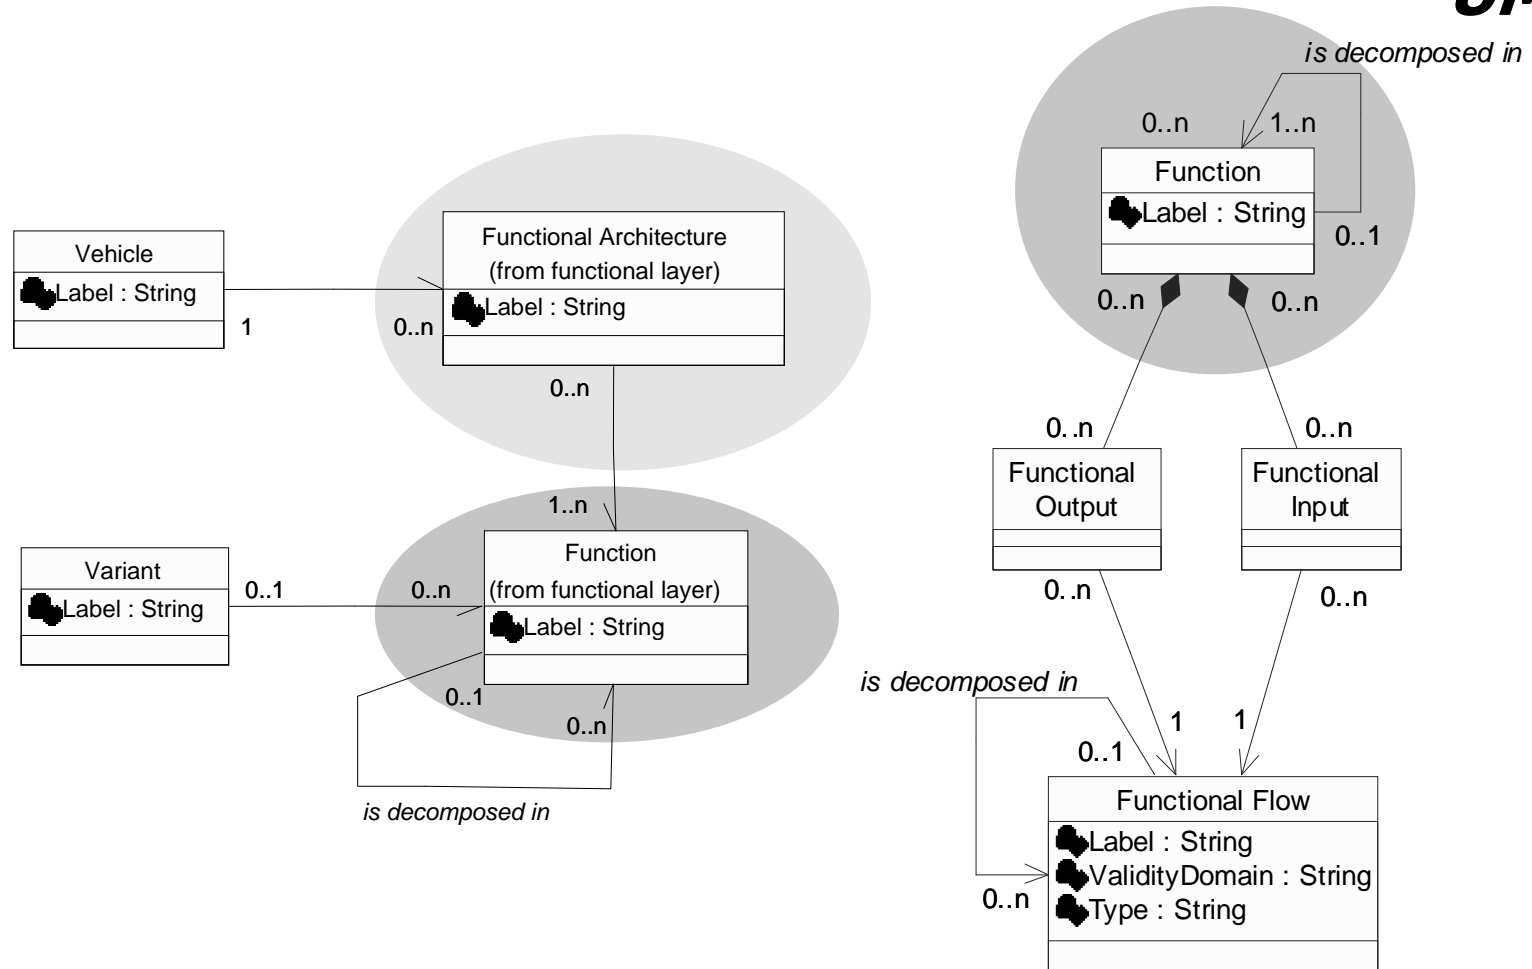 is decomposed in
0..n
1..n
Function
Label : String
0..1
0..n
0..n
Vehicle
Label : String
1
0..n
Functional Architecture
(from functional layer)
Label : String
0..n
1..n
Variant
Label : String
0..1
0..n
Function
(from functional layer)
Label : String
0..1
0..n
is decomposed in
0..n
0..n
Functional
Output
Functional
Input
0..n
0..n
is decomposed in
1
1
0..1
0..n
Functional Flow
Label : String
ValidityDomain : String
Type : String